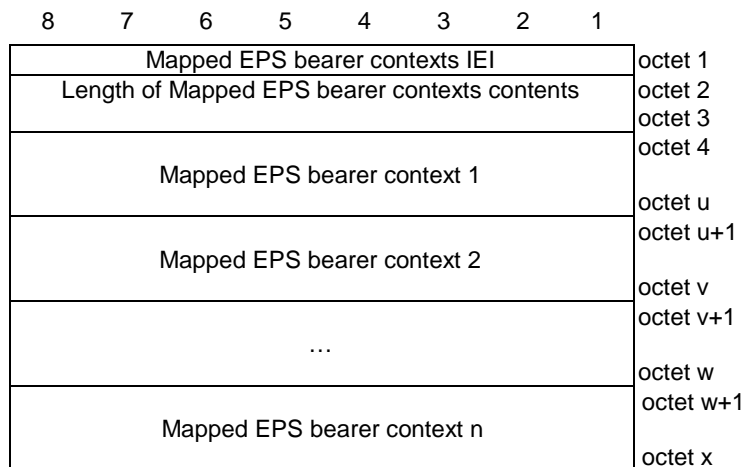 8 7 6 5 4 3 2 1
Mapped EPS bearer contexts IEI octet 1
Length of Mapped EPS bearer contexts contents octet 2
octet 3
octet 4
Mapped EPS bearer context 1
octet u
octet u+1
Mapped EPS bearer context 2
octet v
octet v+1
…
octet w
octet w+1
Mapped EPS bearer context n
octet x